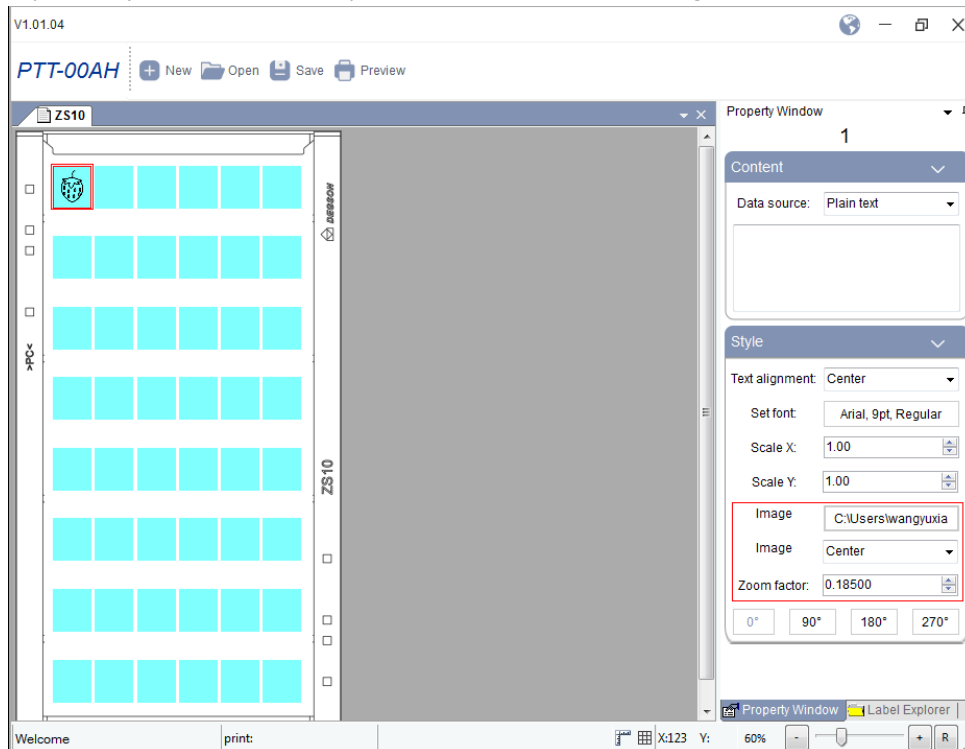 V1.01.04
PTT-00AH New Open Save Preview
ZS10
DEGSON
>PC<
ZS10
Property Window
1
Content
Data source: Plain text
Style
Text alignment: Center
Set font: Arial, 9pt, Regular
Scale X: 1.00
Scale Y: 1.00
Image C:\Users\wangyuxia
Image Center
Zoom factor: 0.18500
0° 90° 180° 270°
Property Window Label Explorer
Welcome print: X:123 Y: 60% - + R